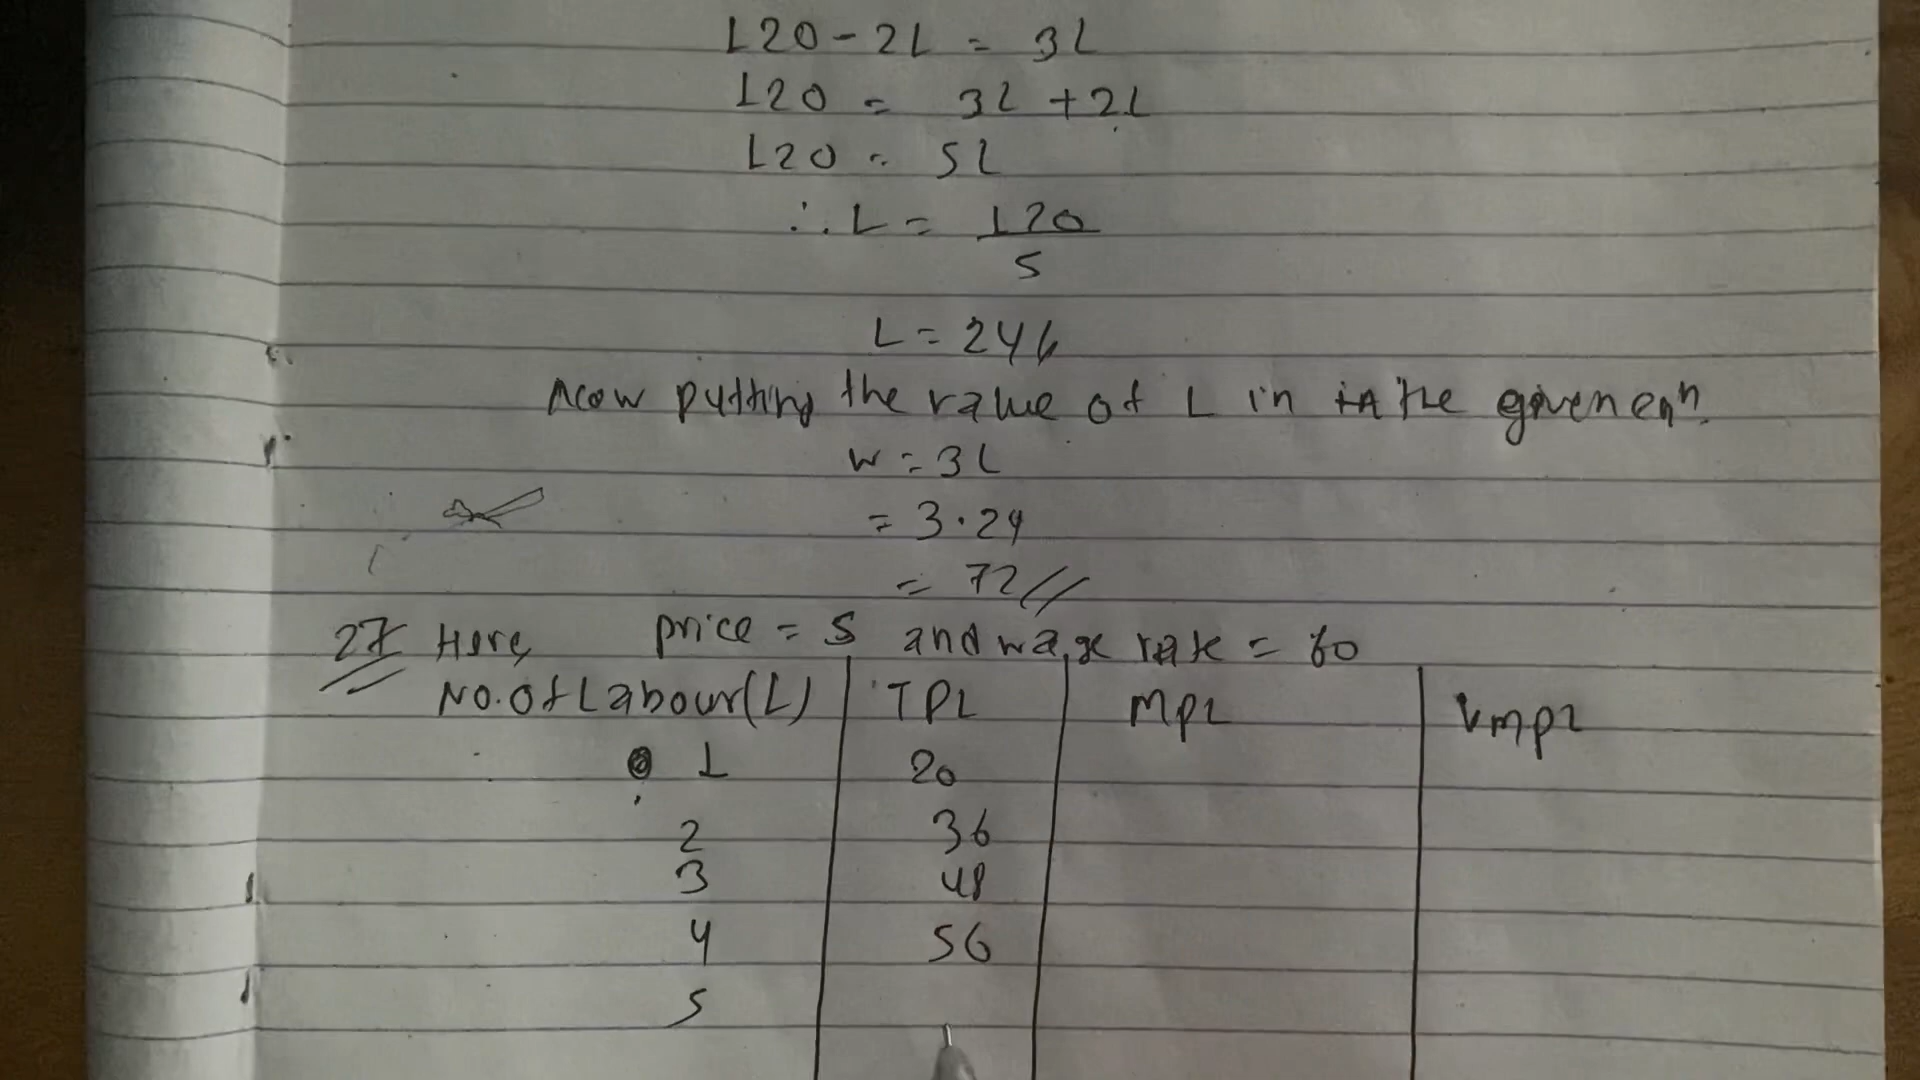 120 - 2L = 3L
120 = 3L + 2L
120 = 5L
∴ L = 120
5
L = 246
Now putting the value of L in in the given eqn.
w = 3L
= 3.24
= 72//
27 Here, price = 5 and wage rate = 60
No. of Labour (L) TPL MPL VMPL
1 20
2 36
3 48
4 56
5